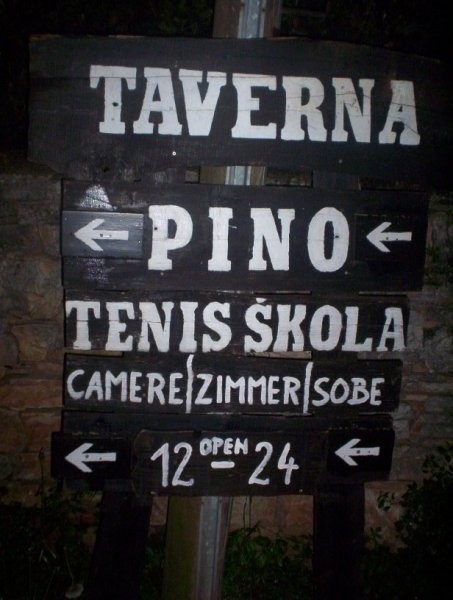 TAVERNA
PINO
TENIS ŠKOLA
CAMERE/ZIMMER/SOBE
OPEN
12 - 24